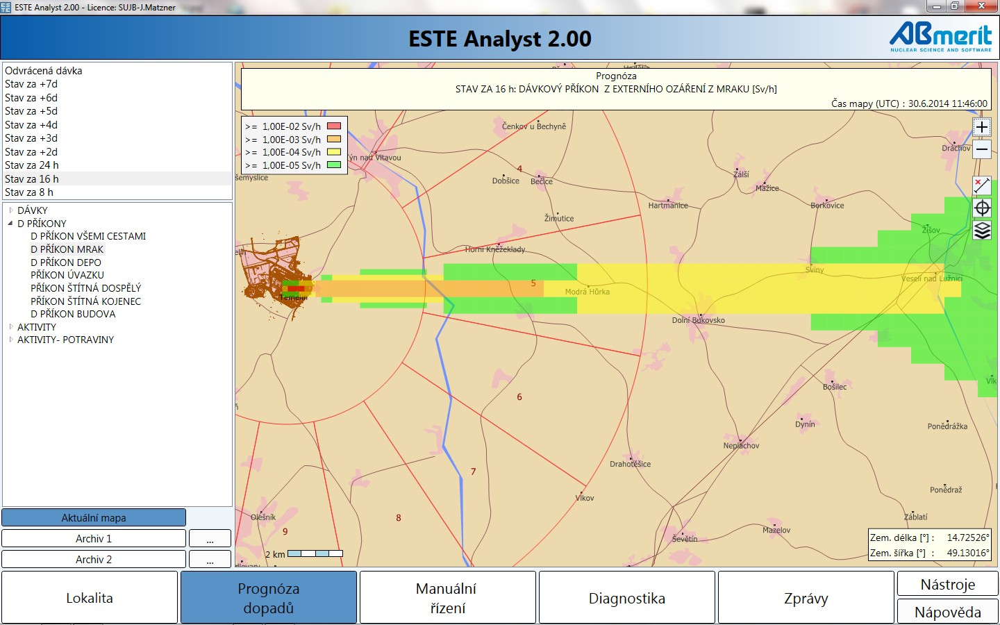 ESTE Analyst 2.00 - Licence: SUJB-J.Matzner
ESTE Analyst 2.00
ABmerit
NUCLEAR SCIENCE AND SOFTWARE
Odvrácená dávka
Stav za +7d
Stav za +6d
Stav za +5d
Stav za +4d
Stav za +3d
Stav za +2d
Stav za 24 h
Stav za 16 h
Stav za 8 h
DÁVKY
D PŘÍKONY
D PŘÍKON VŠEMI CESTAMI
D PŘÍKON MRAK
D PŘÍKON DEPO
PŘÍKON ÚVAZKU
PŘÍKON ŠTÍTNÁ DOSPĚLÝ
PŘÍKON ŠTÍTNÁ KOJENEC
D PŘÍKON BUDOVA
AKTIVITY
AKTIVITY- POTRAVINY
Aktuální mapa
Archiv 1
...
Archiv 2
...
Prognóza
STAV ZA 16 h: DÁVKOVÝ PŘÍKON Z EXTERNÍHO OZÁŘENÍ Z MRAKU [Sv/h]
Čas mapy (UTC) : 30.6.2014 11:46:00
>= 1,00E-02 Sv/h
>= 1,00E-03 Sv/h
>= 1,00E-04 Sv/h
>= 1,00E-05 Sv/h
Čenkov u Bechyně
Dráchov
ýn nad Vltavou
4
Zálší
šemyslice
Dobšice
Bečice
Mažice
Hartmanice
Borkovice
Žimutice
Žíšov
Horní Kněžeklady
Sviny
Veselí nad Lužnicí
5
Modrá Hůrka
Temelín
Dolní Bukovsko
Vlk
Bošilec
6
Dynín
Ponědrážka
Neplachov
Drahotěšice
7
Ponědraž
Vlkov
Olešník
8
Záblatí
9
Mazelov
Ševětín
2 km
Zem. délka [°] : 14.72526°
Zem. šířka [°] : 49.13016°
Lokalita
Prognóza
dopadů
Manuální
řízení
Diagnostika
Zprávy
Nástroje
Nápověda